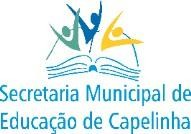 Secretaria Municipal de
Educação de Capelinha